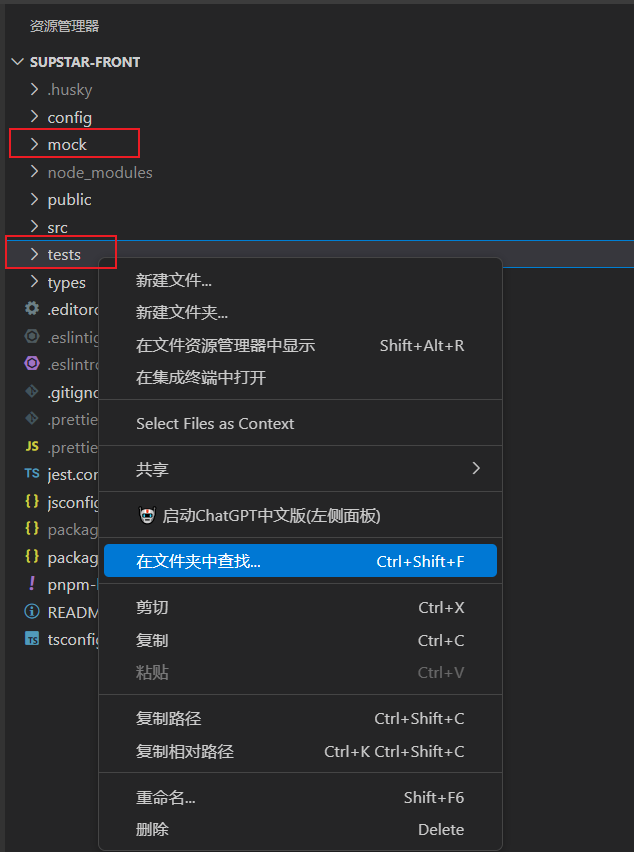 资源管理器
SUPSTAR-FRONT
.husky
config
mock
node_modules
public
src
tests
types
.editorc
.eslintig
.eslintrc
.gitigno
.prettie
JS .prettie
TS jest.con
{} jsconfig
{} packag
{} packag
! pnpm-l
READM
TS tsconfig
新建文件...
新建文件夹...
在文件资源管理器中显示 Shift+Alt+R
在集成终端中打开
Select Files as Context
共享
启动ChatGPT中文版(左侧面板)
在文件夹中查找... Ctrl+Shift+F
剪切 Ctrl+X
复制 Ctrl+C
粘贴 Ctrl+V
复制路径 Ctrl+Shift+C
复制相对路径 Ctrl+K Ctrl+Shift+C
重命名... Shift+F6
删除 Delete